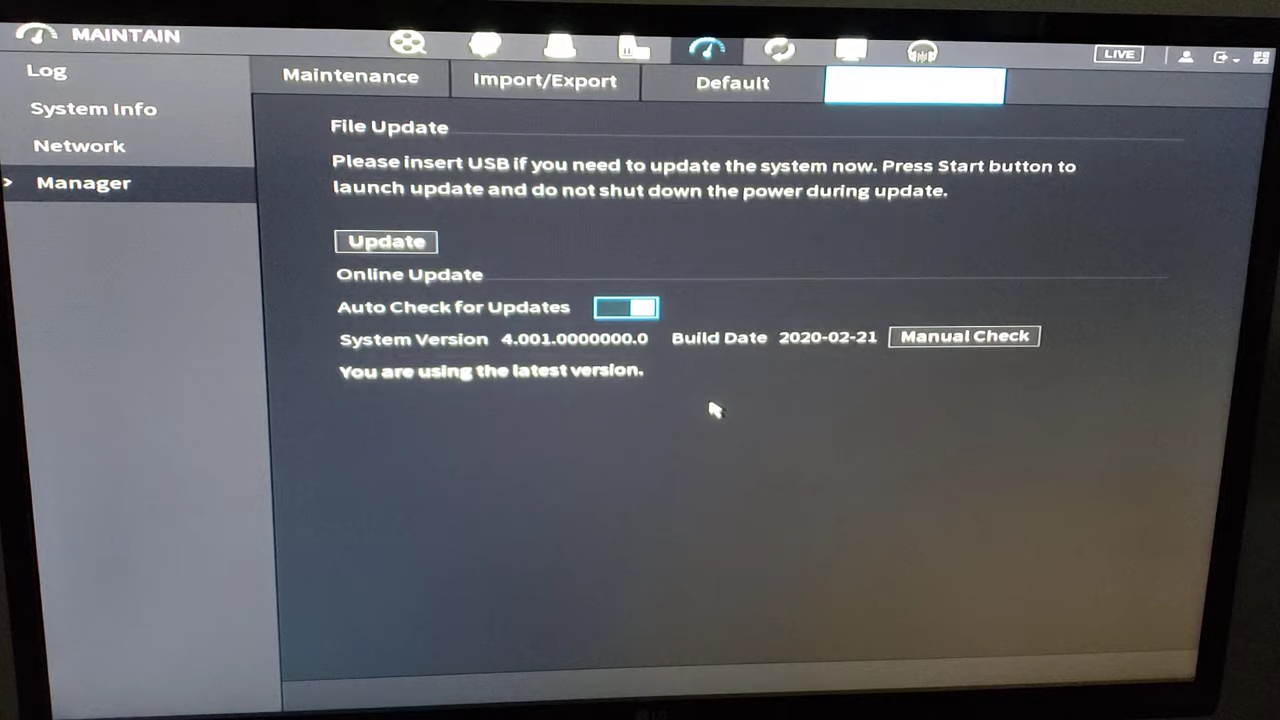 MAINTAIN
LIVE
Log
System Info
Network
Manager
Maintenance
Import/Export
Default
File Update
Please insert USB if you need to update the system now. Press Start button to
launch update and do not shut down the power during update.
Update
Online Update
Auto Check for Updates
System Version 4.001.0000000.0 Build Date 2020-02-21 Manual Check
You are using the latest version.